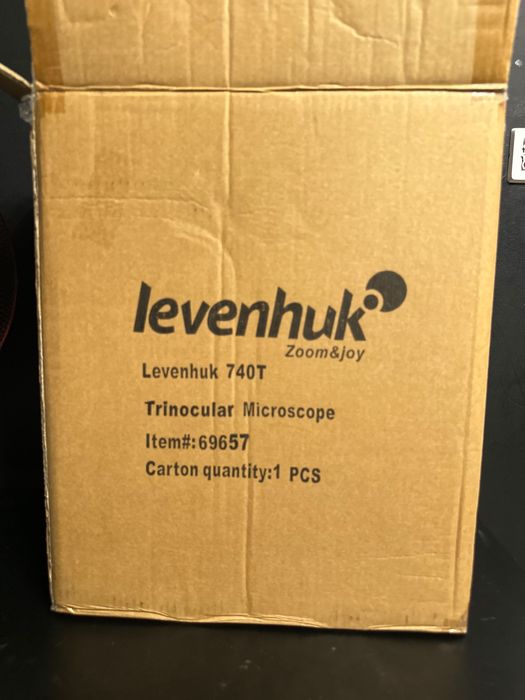 levenhuk
Zoom&joy
Levenhuk 740T
Trinocular Microscope
Item#:69657
Carton quantity:1 PCS